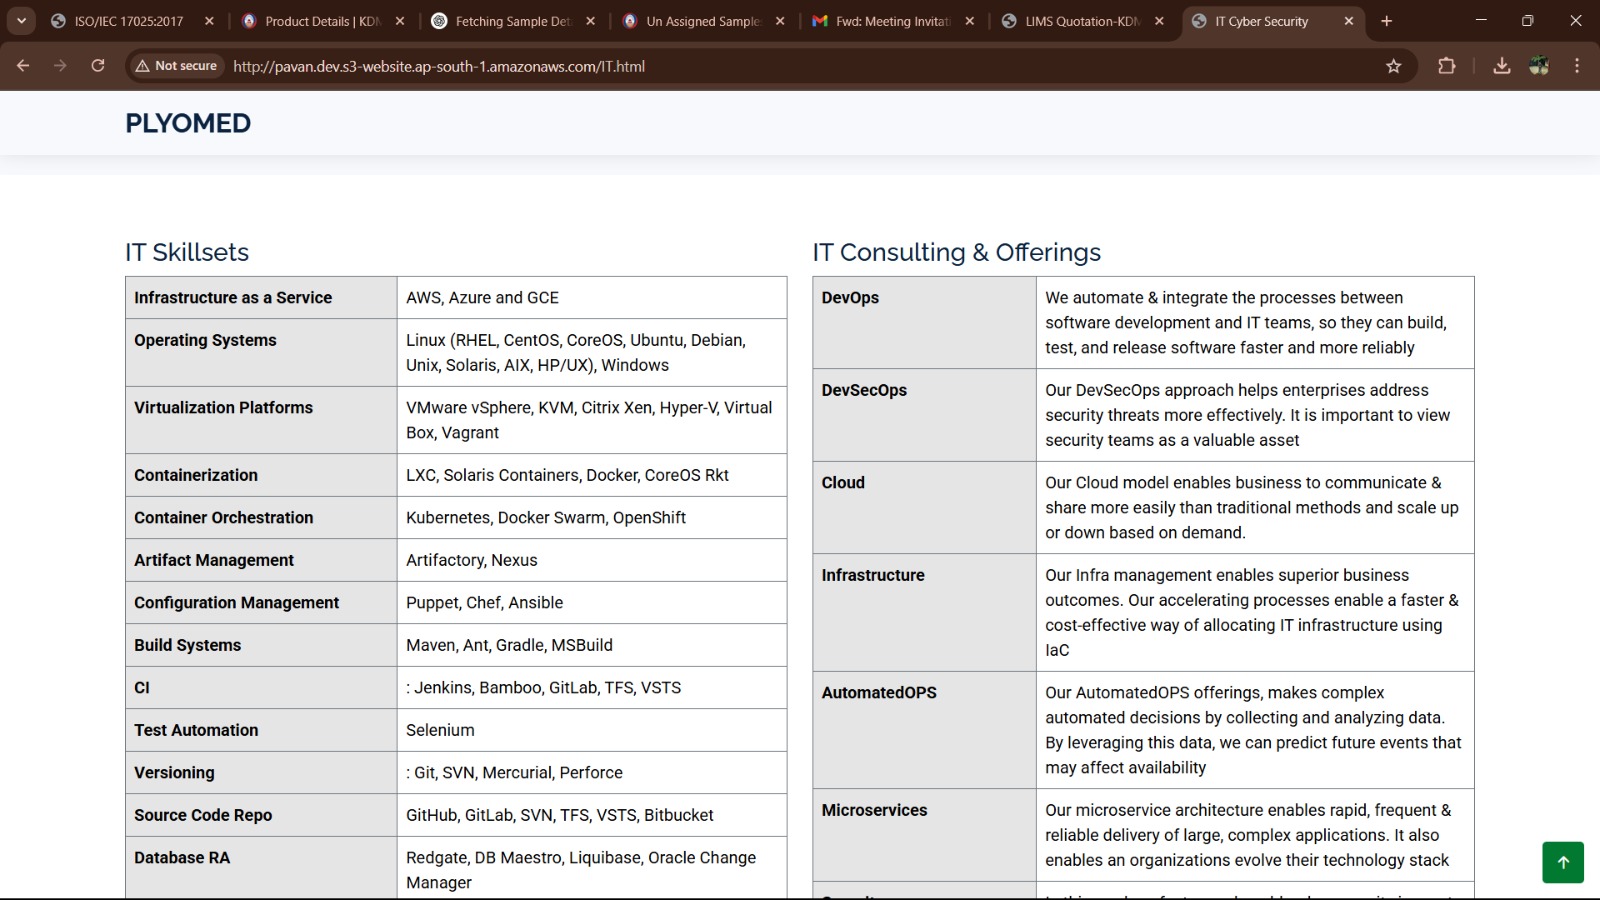 ISO/IEC 17025:2017
Product Details | KDM
Fetching Sample Det
Un Assigned Sample
Fwd: Meeting Invitati
LIMS Quotation-KDM
IT Cyber Security
Not secure
http://pavan.dev.s3-website.ap-south-1.amazonaws.com/IT.html
PLYOMED
IT Skillsets
Infrastructure as a Service
AWS, Azure and GCE
Operating Systems
Linux (RHEL, CentOS, CoreOS, Ubuntu, Debian,
Unix, Solaris, AIX, HP/UX), Windows
Virtualization Platforms
VMware vSphere, KVM, Citrix Xen, Hyper-V, Virtual
Box, Vagrant
Containerization
LXC, Solaris Containers, Docker, CoreOS Rkt
Container Orchestration
Kubernetes, Docker Swarm, OpenShift
Artifact Management
Artifactory, Nexus
Configuration Management
Puppet, Chef, Ansible
Build Systems
Maven, Ant, Gradle, MSBuild
CI
: Jenkins, Bamboo, GitLab, TFS, VSTS
Test Automation
Selenium
Versioning
: Git, SVN, Mercurial, Perforce
Source Code Repo
GitHub, GitLab, SVN, TFS, VSTS, Bitbucket
Database RA
Redgate, DB Maestro, Liquibase, Oracle Change
Manager
IT Consulting & Offerings
DevOps
We automate & integrate the processes between
software development and IT teams, so they can build,
test, and release software faster and more reliably
DevSecOps
Our DevSecOps approach helps enterprises address
security threats more effectively. It is important to view
security teams as a valuable asset
Cloud
Our Cloud model enables business to communicate &
share more easily than traditional methods and scale up
or down based on demand.
Infrastructure
Our Infra management enables superior business
outcomes. Our accelerating processes enable a faster &
cost-effective way of allocating IT infrastructure using
IaC
AutomatedOPS
Our AutomatedOPS offerings, makes complex
automated decisions by collecting and analyzing data.
By leveraging this data, we can predict future events that
may affect availability
Microservices
Our microservice architecture enables rapid, frequent &
reliable delivery of large, complex applications. It also
enables an organizations evolve their technology stack